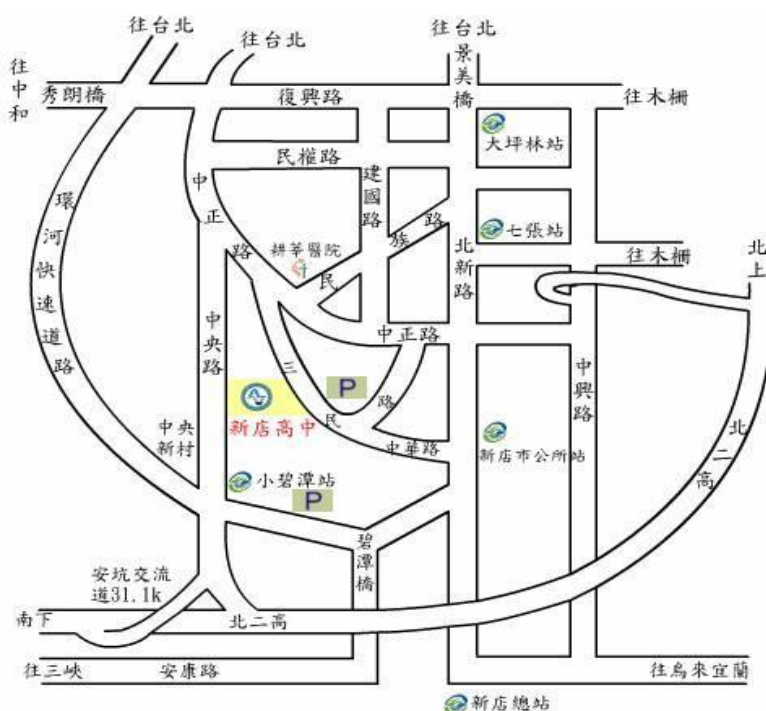 往台北
往台北
往台北
往中和
秀朗橋
復興路
景美橋
往木柵
大坪林站
民權路
建國路
中正路
環河快速道路
民族路
七張站
耕莘醫院
北新路
往木柵
北上
中央路
中正路
三民路
P
中興路
新店高中
中央
新村
中華路
新店市公所站
北二高
小碧潭站
P
碧潭橋
安坑交流
道31.1k
南下
北二高
往三峽
安康路
往烏來宜蘭
新店總站